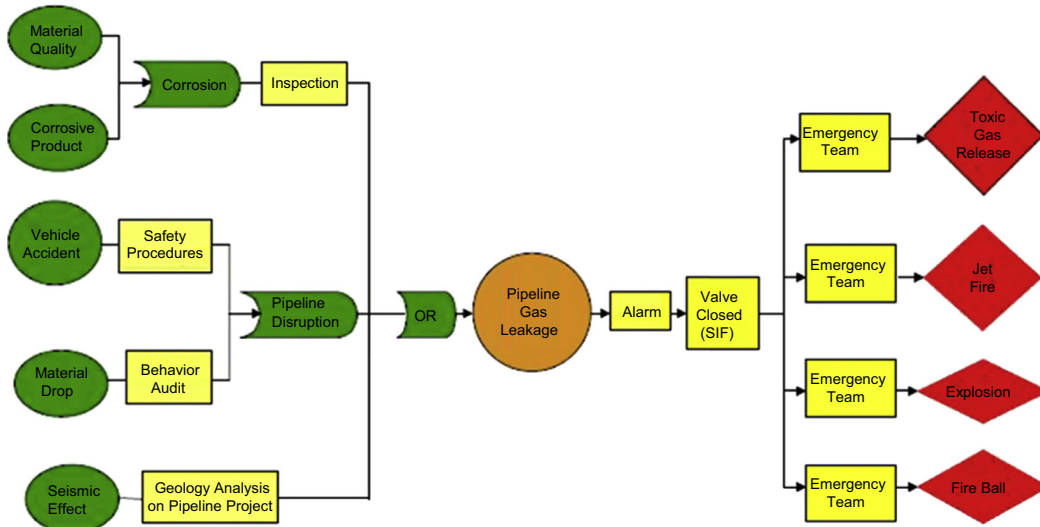 Material
Quality
Corrosive
Product
Corrosion
Inspection
Vehicle
Accident
Safety
Procedures
Material
Drop
Behavior
Audit
Pipeline
Disruption
Seismic
Effect
Geology Analysis
on Pipeline Project
OR
Pipeline
Gas
Leakage
Alarm
Valve
Closed
(SIF)
Emergency
Team
Toxic
Gas
Release
Emergency
Team
Jet
Fire
Emergency
Team
Explosion
Emergency
Team
Fire Ball